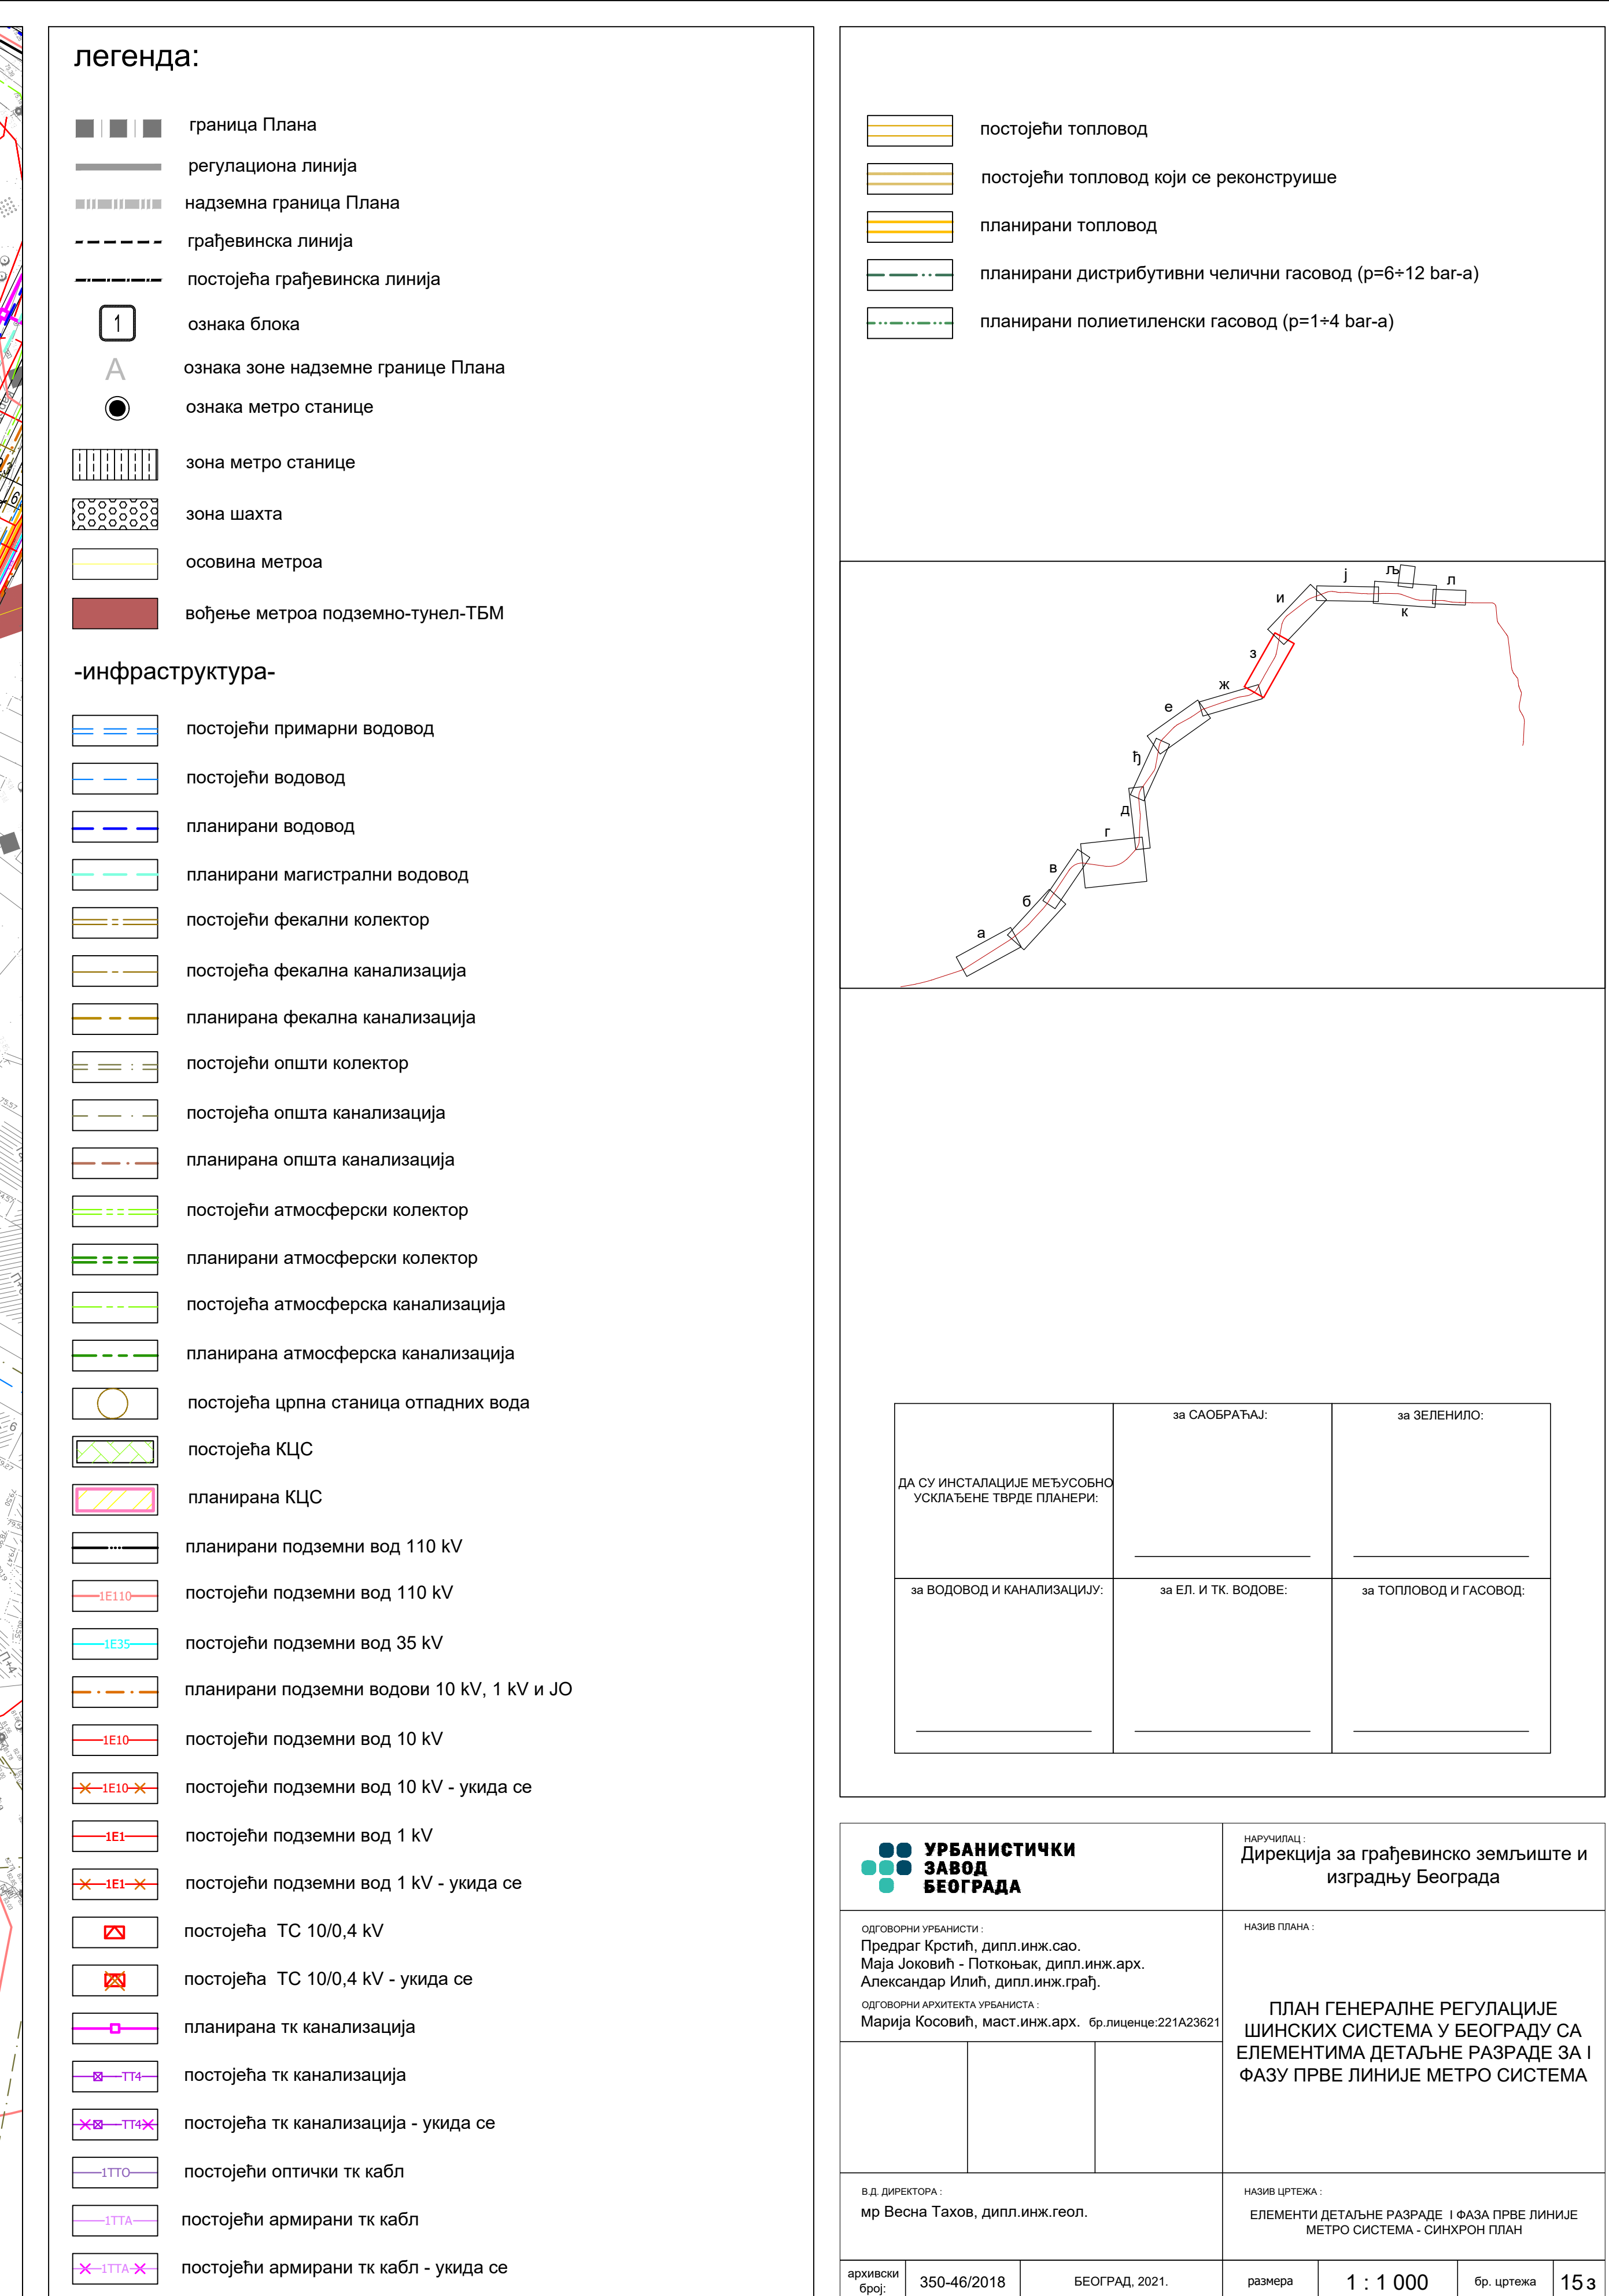 легенда:
граница Плана
регулациона линија
надземна граница Плана
грађевинска линија
постојећа грађевинска линија
1 ознака блока
А ознака зоне надземне границе Плана
ознака метро станице
зона метро станице
зона шахта
осовина метроа
вођење метроа подземно-тунел-ТБМ
-инфраструктура-
постојећи примарни водовод
постојећи водовод
планирани водовод
планирани магистрални водовод
постојећи фекални колектор
постојећа фекална канализација
планирана фекална канализација
постојећи општи колектор
постојећа општа канализација
планирана општа канализација
постојећи атмосферски колектор
планирани атмосферски колектор
постојећа атмосферска канализација
планирана атмосферска канализација
постојећа црпна станица отпадних вода
постојећа КЦС
планирана КЦС
планирани подземни вод 110 kV
1E110 постојећи подземни вод 110 kV
1E35 постојећи подземни вод 35 kV
планирани подземни водови 10 kV, 1 kV и ЈО
1E10 постојећи подземни вод 10 kV
1E10 постојећи подземни вод 10 kV - укида се
1E1 постојећи подземни вод 1 kV
1E1 постојећи подземни вод 1 kV - укида се
постојећа ТС 10/0,4 kV
постојећа ТС 10/0,4 kV - укида се
планирана тк канализација
TT4 постојећа тк канализација
TT4 постојећа тк канализација - укида се
1TTO постојећи оптички тк кабл
1TTA постојећи армирани тк кабл
1TTA постојећи армирани тк кабл - укида се
постојећи топловод
постојећи топловод који се реконструише
планирани топловод
планирани дистрибутивни челични гасовод (p=6÷12 bar-a)
планирани полиетиленски гасовод (p=1÷4 bar-a)
љ
ј
л
и
к
з
ж
е
ђ
д
г
в
б
а
ДА СУ ИНСТАЛАЦИЈЕ МЕЂУСОБНО
УСКЛАЂЕНЕ ТВРДЕ ПЛАНЕРИ:
за САОБРАЋАЈ:
за ЗЕЛЕНИЛО:
за ВОДОВОД И КАНАЛИЗАЦИЈУ:
за ЕЛ. И ТК. ВОДОВЕ:
за ТОПЛОВОД И ГАСОВОД:
УРБАНИСТИЧКИ
ЗАВОД
БЕОГРАДА
НАРУЧИЛАЦ :
Дирекција за грађевинско земљиште и
изградњу Београда
ОДГОВОРНИ УРБАНИСТИ :
Предраг Крстић, дипл.инж.сао.
Маја Јоковић - Поткоњак, дипл.инж.арх.
Александар Илић, дипл.инж.грађ.
ОДГОВОРНИ АРХИТЕКТА УРБАНИСТА :
Марија Косовић, маст.инж.арх. бр.лиценце:221А23621
НАЗИВ ПЛАНА :
ПЛАН ГЕНЕРАЛНЕ РЕГУЛАЦИЈЕ
ШИНСКИХ СИСТЕМА У БЕОГРАДУ СА
ЕЛЕМЕНТИМА ДЕТАЉНЕ РАЗРАДЕ ЗА I
ФАЗУ ПРВЕ ЛИНИЈЕ МЕТРО СИСТЕМА
В.Д. ДИРЕКТОРА :
мр Весна Тахов, дипл.инж.геол.
НАЗИВ ЦРТЕЖА :
ЕЛЕМЕНТИ ДЕТАЉНЕ РАЗРАДЕ I ФАЗА ПРВЕ ЛИНИЈЕ
МЕТРО СИСТЕМА - СИНХРОН ПЛАН
архивски
број:
350-46/2018
БЕОГРАД, 2021.
размера
1 : 1 000
бр. цртежа
15з